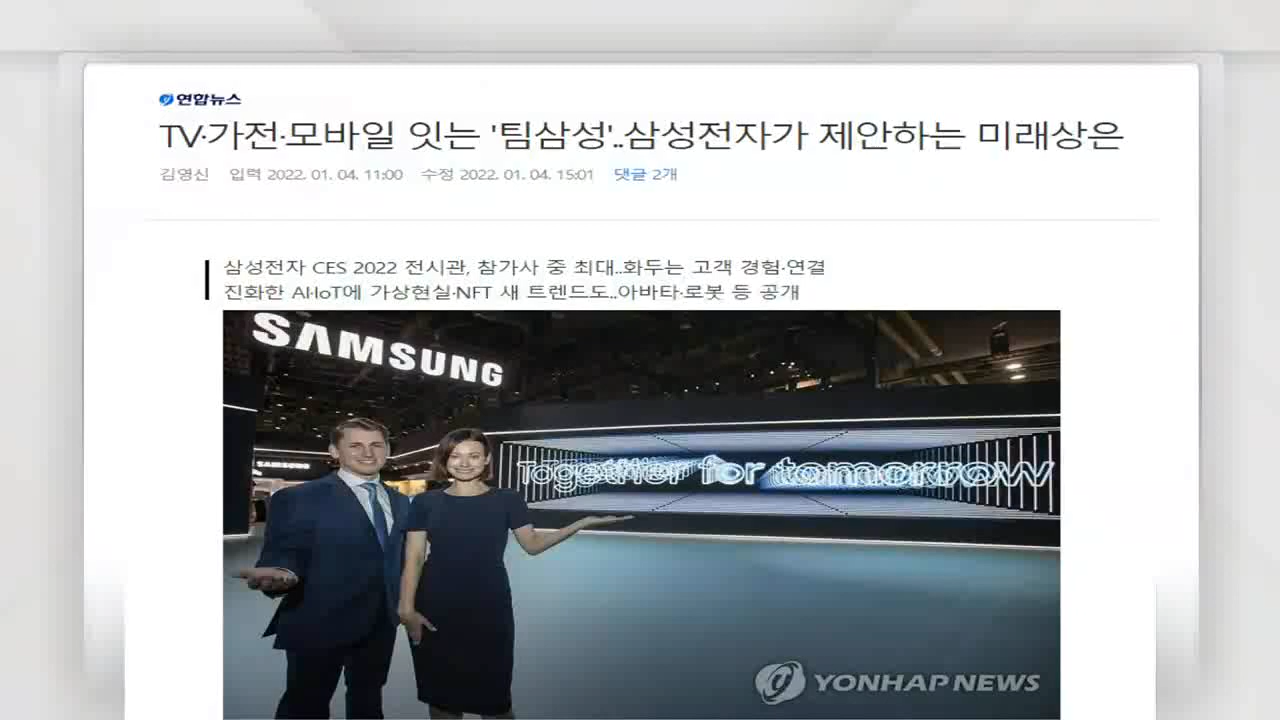 연합뉴스
TV·가전·모바일 잇는 '팀삼성'..삼성전자가 제안하는 미래상은
김영신 입력 2022. 01. 04. 11:00 수정 2022. 01. 04. 15:01 댓글 2개
삼성전자 CES 2022 전시관, 참가사 중 최대..화두는 고객 경험·연결
진화한 AI·IoT에 가상현실·NFT 새 트렌드도..아바타·로봇 등 공개
SAMSUNG
SAMSUNG
Together for tomorrow
YONHAP NEWS